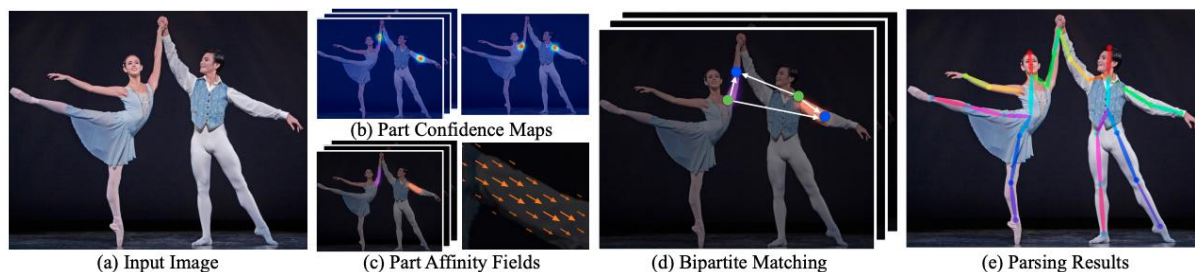 (a) Input Image
(b) Part Confidence Maps
(c) Part Affinity Fields
(d) Bipartite Matching
(e) Parsing Results